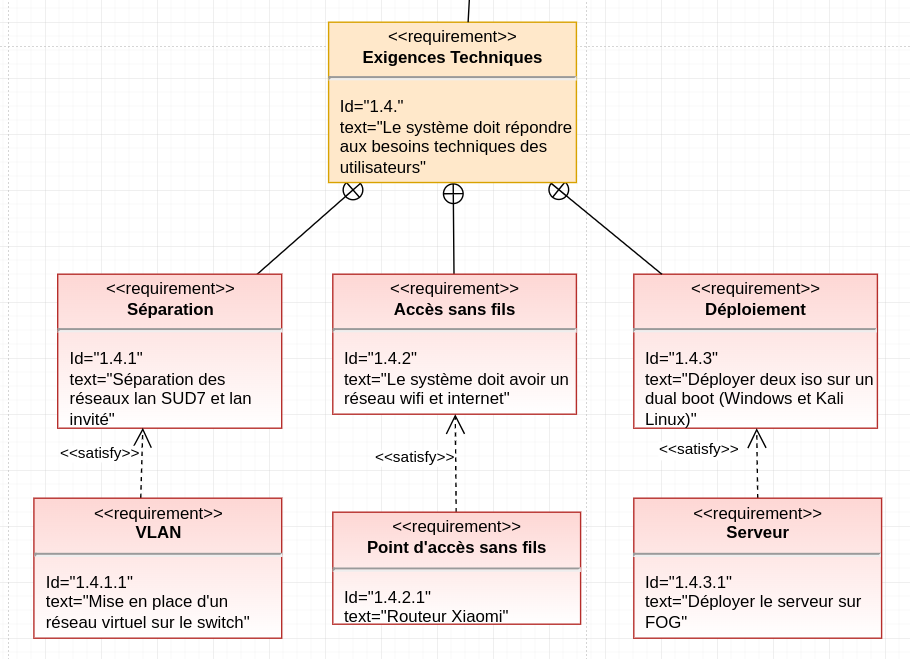 <<requirement>>
Exigences Techniques
Id="1.4."
text="Le système doit répondre
aux besoins techniques des
utilisateurs"
<<requirement>>
Séparation
Id="1.4.1"
text="Séparation des
réseaux lan SUD7 et lan
invité"
<<requirement>>
Accès sans fils
Id="1.4.2"
text="Le système doit avoir un
réseau wifi et internet"
<<requirement>>
Déploiement
Id="1.4.3"
text="Déployer deux iso sur un
dual boot (Windows et Kali
Linux)"
<<satisfy>>
<<satisfy>>
<<satisfy>>
<<requirement>>
VLAN
Id="1.4.1.1"
text="Mise en place d'un
réseau virtuel sur le switch"
<<requirement>>
Point d'accès sans fils
Id="1.4.2.1"
text="Routeur Xiaomi"
<<requirement>>
Serveur
Id="1.4.3.1"
text="Déployer le serveur sur
FOG"